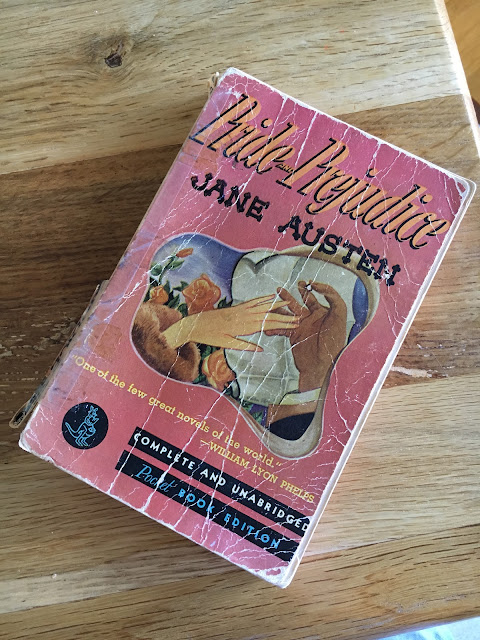 Pride and Prejudice
JANE AUSTEN
"One of the few great novels of the world."
—WILLIAM LYON PHELPS
COMPLETE AND UNABRIDGED
Pocket BOOK EDITION